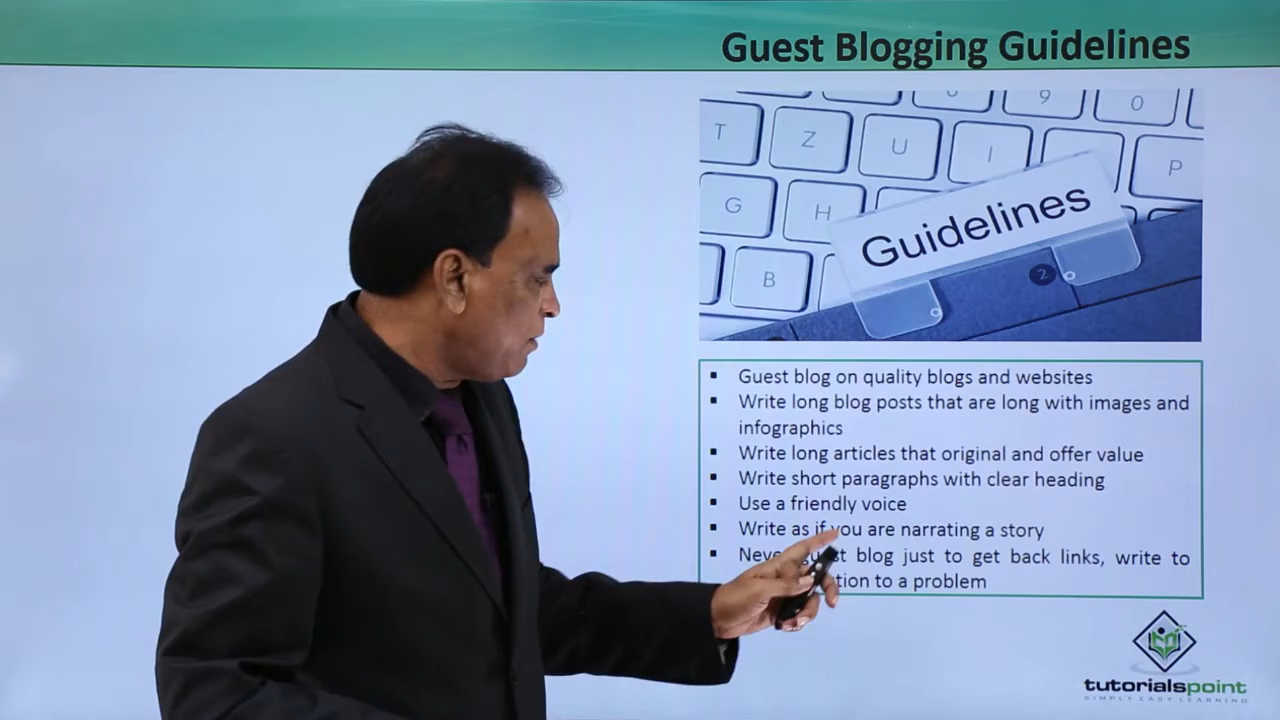 Guest Blogging Guidelines
9 0
T Z U I P
G H
B
Guidelines
2
▪ Guest blog on quality blogs and websites
▪ Write long blog posts that are long with images and
infographics
▪ Write long articles that original and offer value
▪ Write short paragraphs with clear heading
▪ Use a friendly voice
▪ Write as if you are narrating a story
▪ blog just to get back links, write to
to a problem
tutorialspoint
SIMPLY EASY LEARNING